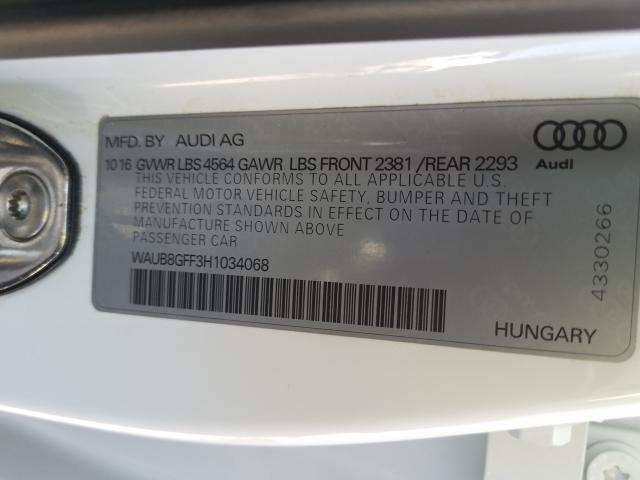 MFD. BY AUDI AG
10 16 GVWR LBS 4564 GAWR LBS FRONT 2381 /REAR 2293
THIS VEHICLE CONFORMS TO ALL APPLICABLE U.S.
FEDERAL MOTOR VEHICLE SAFETY, BUMPER AND THEFT
PREVENTION STANDARDS IN EFFECT ON THE DATE OF
MANUFACTURE SHOWN ABOVE
PASSENGER CAR
WAUB8GFF3H1034068
Audi
4330266
HUNGARY